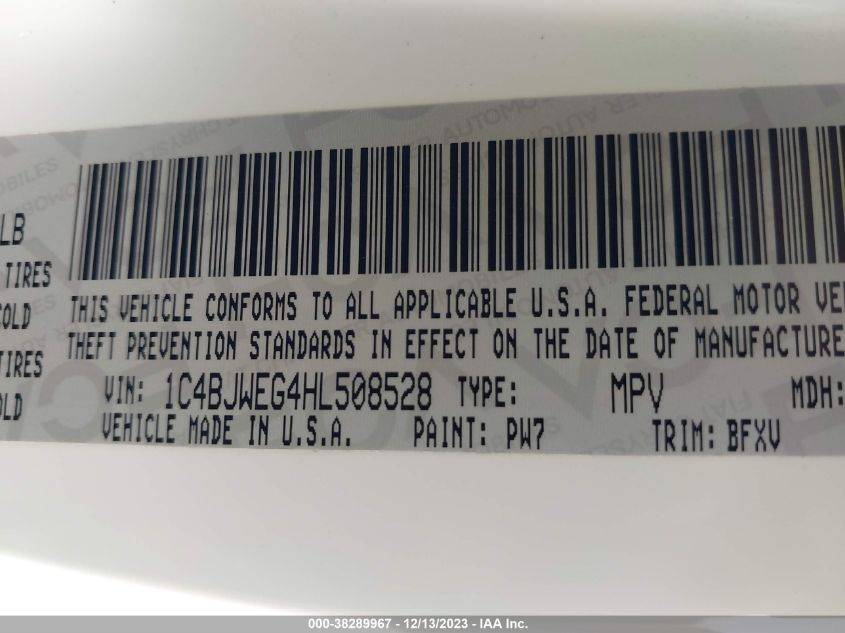 LB
TIRES
COLD
TIRES
OLD
THIS VEHICLE CONFORMS TO ALL APPLICABLE U.S.A. FEDERAL MOTOR VE
THEFT PREVENTION STANDARDS IN EFFECT ON THE DATE OF MANUFACTURE
VIN: 1C4BJWEG4HL508528 TYPE: MPV MDH:
VEHICLE MADE IN U.S.A. PAINT: PW7 TRIM: BFXV
000-38289967 - 12/13/2023 - IAA Inc.